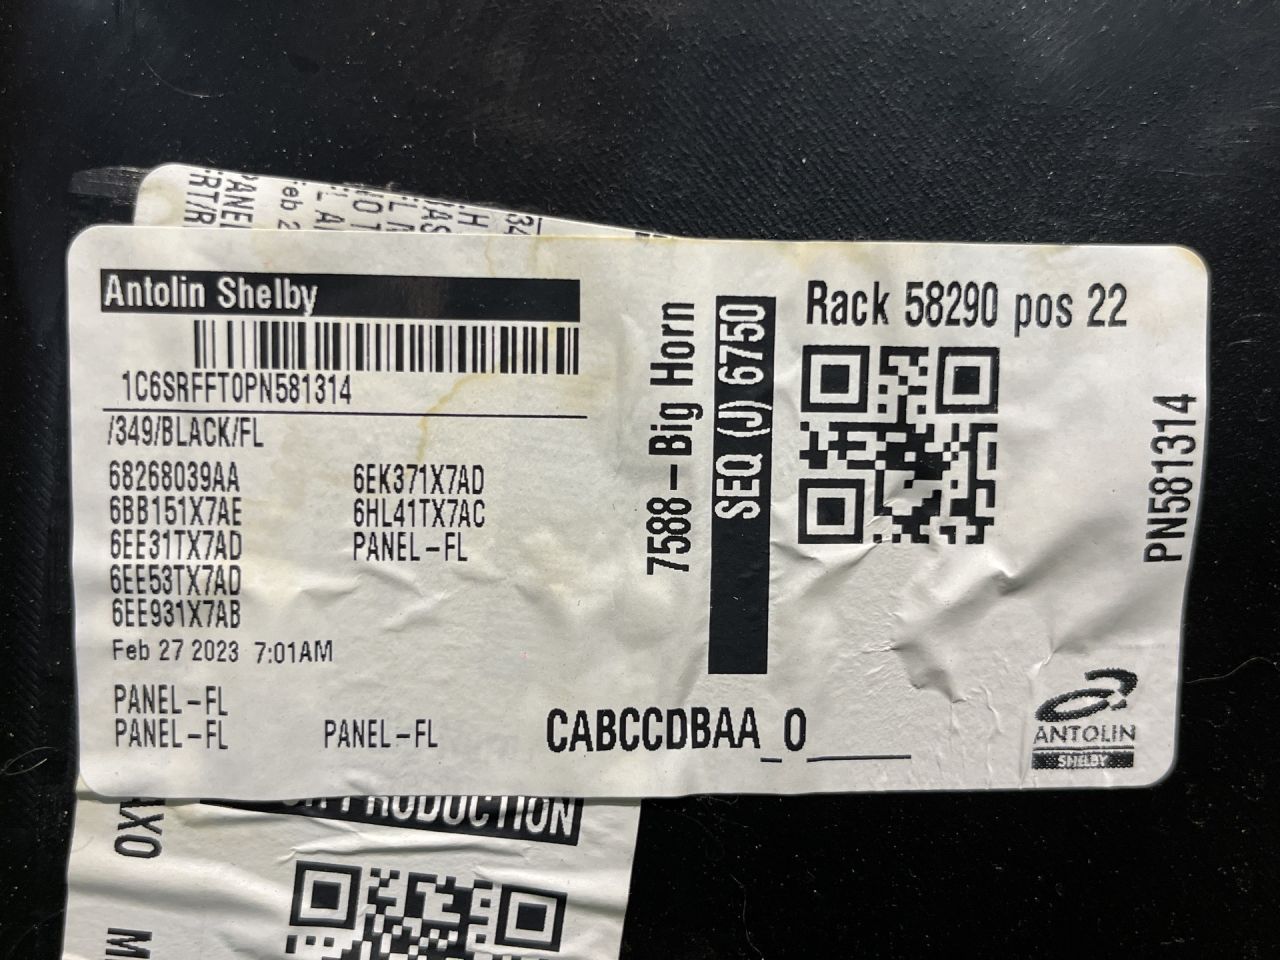 Antolin Shelby
1C6SRFFT0PN581314
/349/BLACK/FL
68268039AA
6BB151X7AE
6EE31TX7AD
6EE53TX7AD
6EE931X7AB
6EK371X7AD
6HL41TX7AC
PANEL-FL
Feb 27 2023 7:01AM
PANEL-FL
PANEL-FL PANEL-FL
7588-Big Horn
SEQ (J) 6750
Rack 58290 pos 22
PN581314
CABCCDBAA_O______
ANTOLIN
SHELBY
PRODUCTION